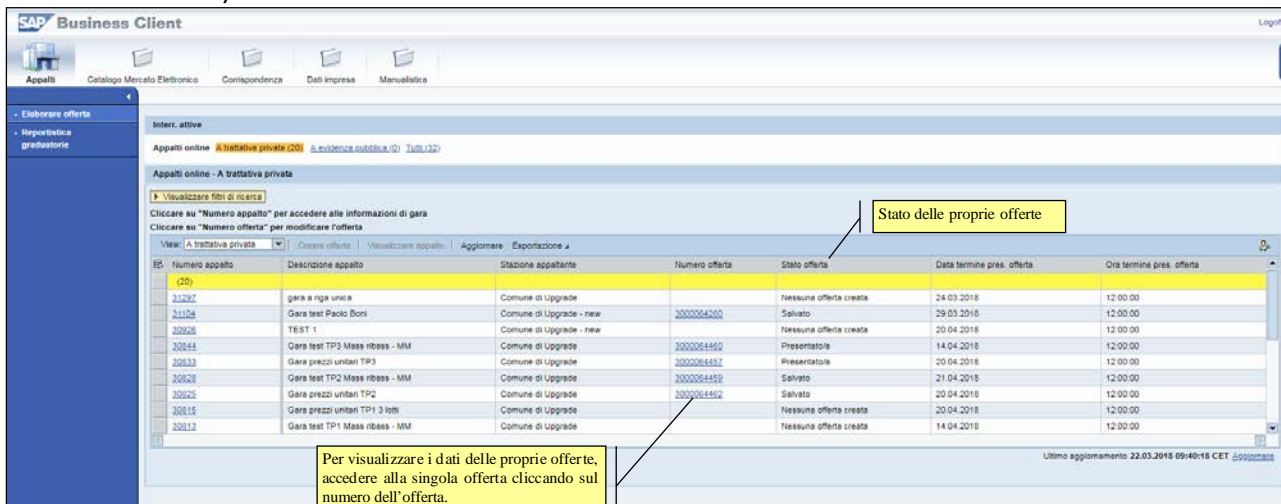 SAP Business Client
Logoff
Appalti Catalogo Mercato Elettronico Corrispondenza Dati impresa Manualistica
Elaborare offerta
Reportistica graduatorie
Interr. attive
Appalti online A trattativa privata (20) A evidenza pubblica (0) Tutti (32)
Appalti online - A trattativa privata
Visualizzare filtri di ricerca
Cliccare su "Numero appalto" per accedere alle informazioni di gara
Cliccare su "Numero offerta" per modificare l'offerta
Stato delle proprie offerte
View: A trattativa privata Creare offerta Visualizzare appalto Aggiornare Esportazione
Numero appalto Descrizione appalto Stazione appaltante Numero offerta Stato offerta Data termine pres. offerta Ora termine pres. offerta
(20)
31297 gara a riga unica Comune di Upgrade Nessuna offerta creata 24.03.2018 12:00:00
31104 Gara test Paolo Boni Comune di Upgrade - new 3000064260 Salvato 29.03.2018 12:00:00
30926 TEST 1 Comune di Upgrade - new Nessuna offerta creata 20.04.2018 12:00:00
30844 Gara test TP3 Mass ribass - MM Comune di Upgrade 3000064460 Presentato/a 14.04.2018 12:00:00
30833 Gara prezzi unitari TP3 Comune di Upgrade 3000064457 Presentato/a 20.04.2018 12:00:00
30828 Gara test TP2 Mass ribass - MM Comune di Upgrade 3000064459 Salvato 21.04.2018 12:00:00
30825 Gara prezzi unitari TP2 Comune di Upgrade 3000064462 Salvato 20.04.2018 12:00:00
30815 Gara prezzi unitari TP1 3 lotti Comune di Upgrade Nessuna offerta creata 20.04.2018 12:00:00
30813 Gara test TP1 Mass ribass - MM Comune di Upgrade Nessuna offerta creata 14.04.2018 12:00:00
Ultimo aggiornamento 22.03.2018 09:40:18 CET Aggiornare
Per visualizzare i dati delle proprie offerte,
accedere alla singola offerta cliccando sul
numero dell'offerta.